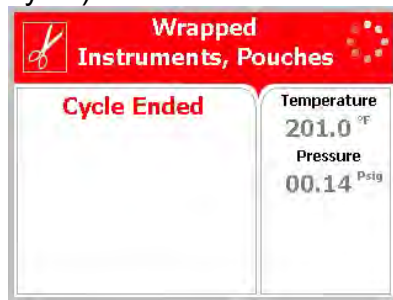 Wrapped
Instruments, Pouches
Cycle Ended
Temperature
201.0 °F
Pressure
00.14 Psig